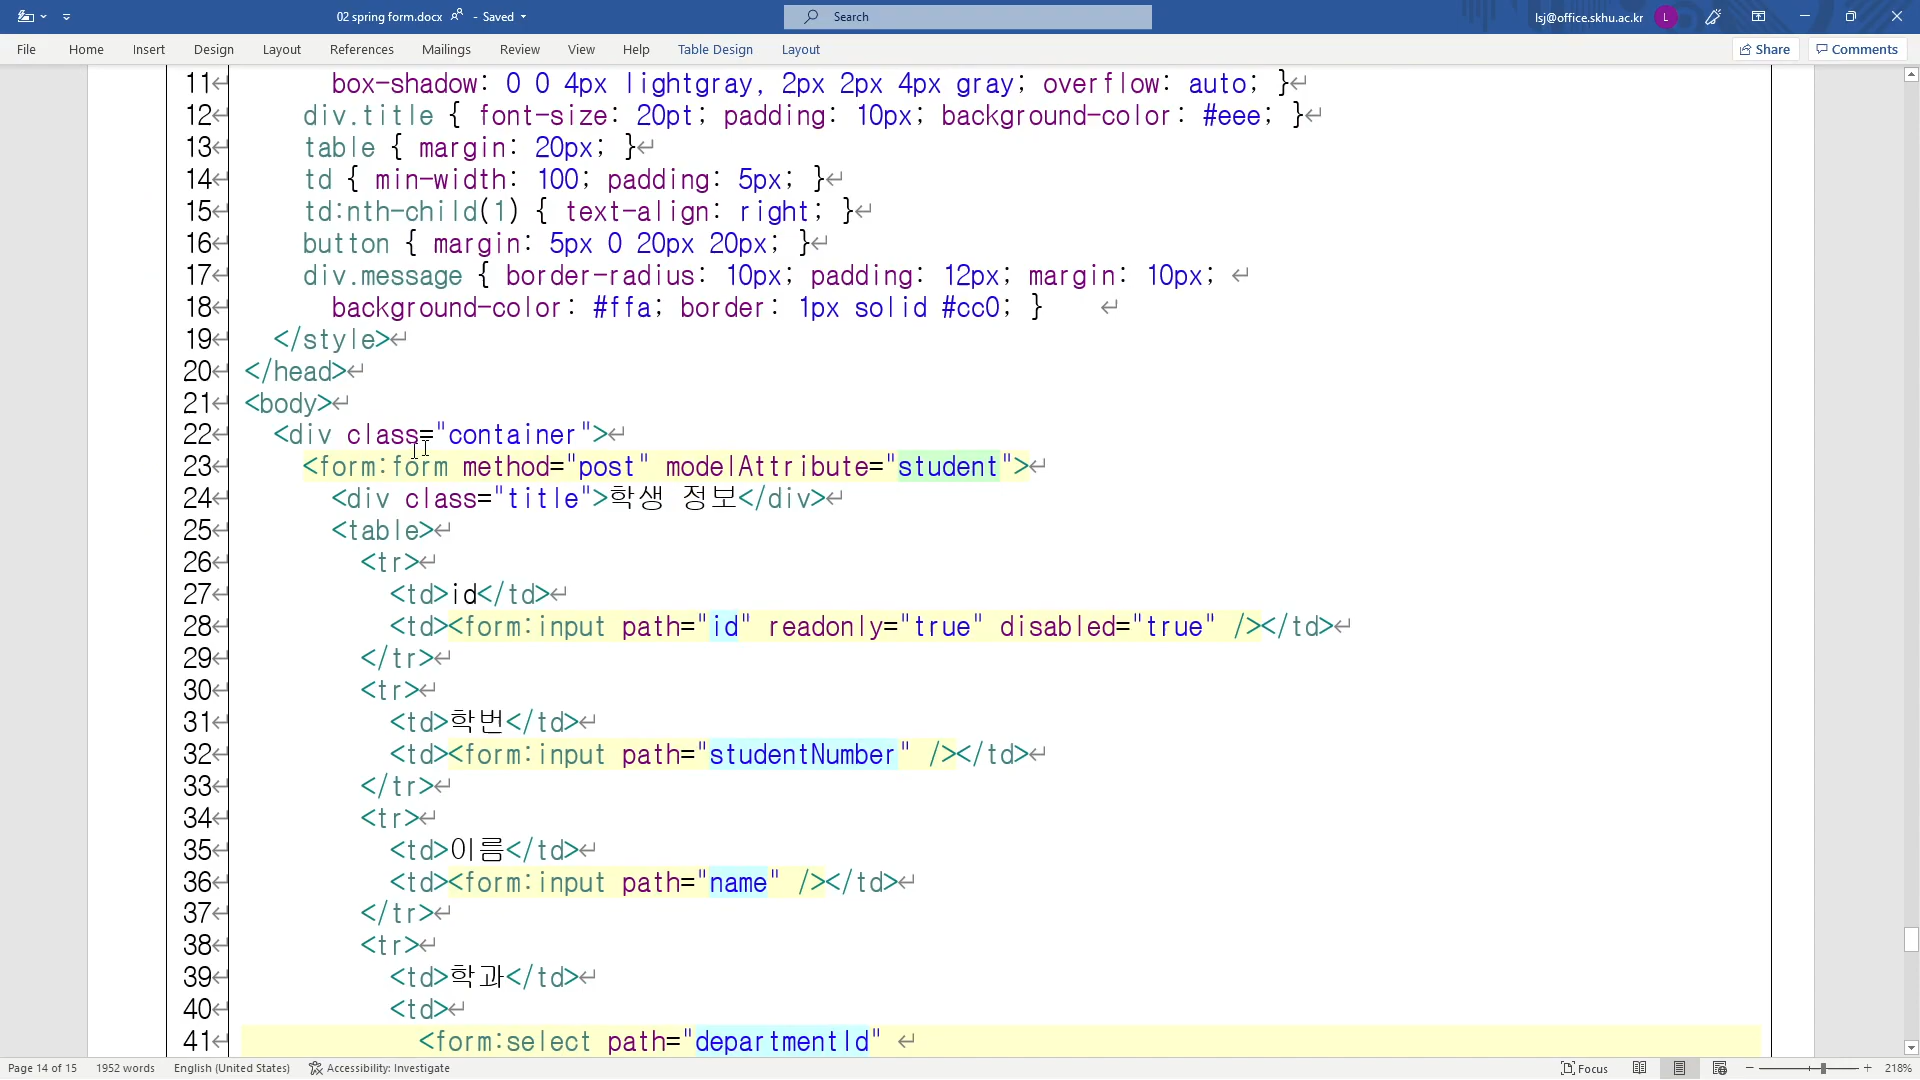 02 spring form.docx - Saved
Search
lsj@office.skhu.ac.kr L
File Home Insert Design Layout References Mailings Review View Help Table Design Layout Share Comments
11 box-shadow: 0 0 4px lightgray, 2px 2px 4px gray; overflow: auto; }
12 div.title { font-size: 20pt; padding: 10px; background-color: #eee; }
13 table { margin: 20px; }
14 td { min-width: 100; padding: 5px; }
15 td:nth-child(1) { text-align: right; }
16 button { margin: 5px 0 20px 20px; }
17 div.message { border-radius: 10px; padding: 12px; margin: 10px;
18 background-color: #ffa; border: 1px solid #cc0; }
19 </style>
20 </head>
21 <body>
22 <div class="container">
23 <form:form method="post" modelAttribute="student">
24 <div class="title">학생 정보</div>
25 <table>
26 <tr>
27 <td>id</td>
28 <td><form:input path="id" readonly="true" disabled="true" /></td>
29 </tr>
30 <tr>
31 <td>학번</td>
32 <td><form:input path="studentNumber" /></td>
33 </tr>
34 <tr>
35 <td>이름</td>
36 <td><form:input path="name" /></td>
37 </tr>
38 <tr>
39 <td>학과</td>
40 <td>
41 <form:select path="departmentId"
Page 14 of 15 1952 words English (United States) Accessibility: Investigate Focus 218%